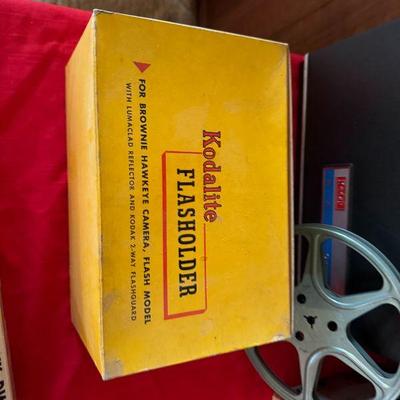 Kodalite
FLASHOLDER
FOR BROWNIE HAWKEYE CAMERA, FLASH MODEL
WITH LUMACLAD REFLECTOR AND KODAK 2-WAY FLASHGUARD